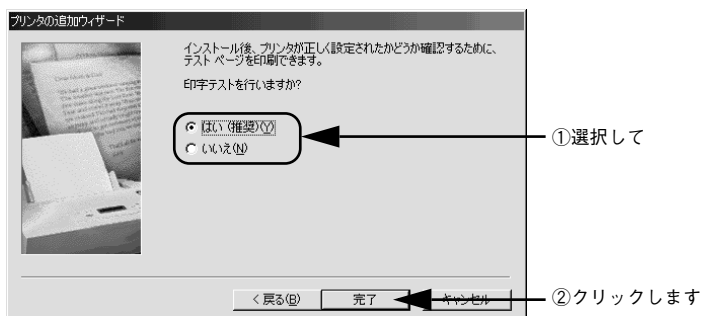 プリンタの追加ウィザード
インストール後、プリンタが正しく設定されたかどうか確認するために、
テスト ページを印刷できます。
印字テストを行いますか?
はい (推奨)(Y)
①選択して
いいえ(N)
< 戻る(B)
完了
キャンセル
②クリックします